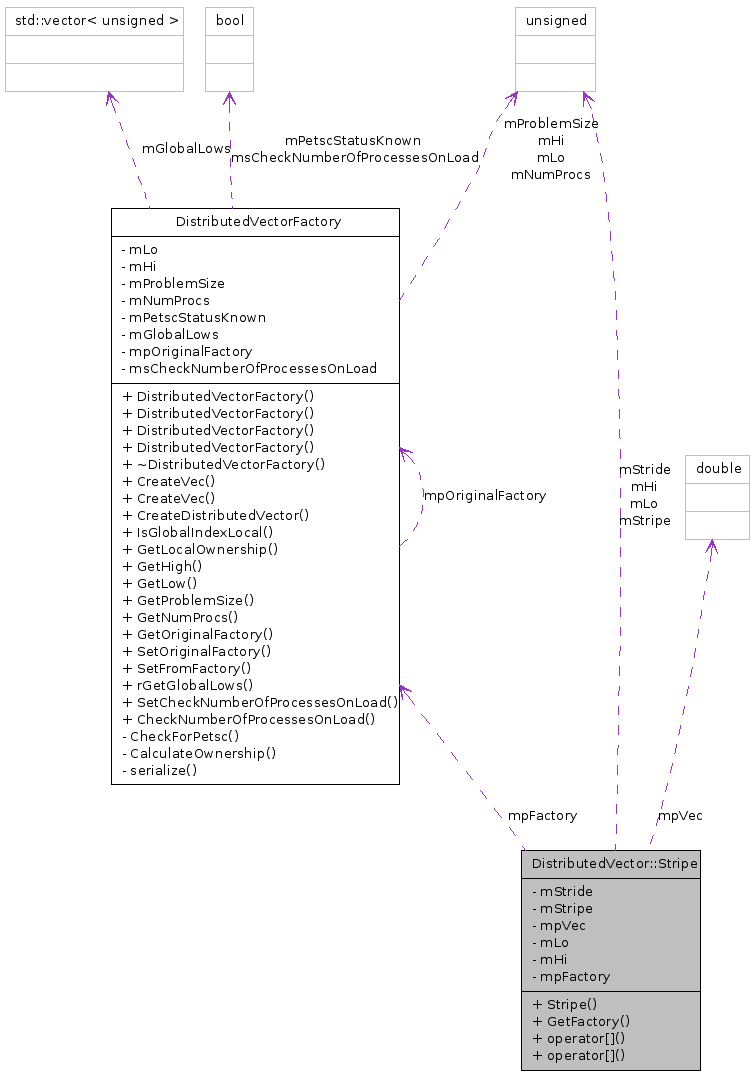 std::vector< unsigned >
bool
unsigned
mGlobalLows
mPetscStatusKnown
msCheckNumberOfProcessesOnLoad
mProblemSize
mHi
mLo
mNumProcs
DistributedVectorFactory
- mLo
- mHi
- mProblemSize
- mNumProcs
- mPetscStatusKnown
- mGlobalLows
- mpOriginalFactory
- msCheckNumberOfProcessesOnLoad
+ DistributedVectorFactory()
+ DistributedVectorFactory()
+ DistributedVectorFactory()
+ DistributedVectorFactory()
+ ~DistributedVectorFactory()
+ CreateVec()
+ CreateVec()
+ CreateDistributedVector()
+ IsGlobalIndexLocal()
+ GetLocalOwnership()
+ GetHigh()
+ GetLow()
+ GetProblemSize()
+ GetNumProcs()
+ GetOriginalFactory()
+ SetOriginalFactory()
+ SetFromFactory()
+ rGetGlobalLows()
+ SetCheckNumberOfProcessesOnLoad()
+ CheckNumberOfProcessesOnLoad()
- CheckForPetsc()
- CalculateOwnership()
- serialize()
mpOriginalFactory
mStride
mHi
mLo
mStripe
double
mpFactory
mpVec
DistributedVector::Stripe
- mStride
- mStripe
- mpVec
- mLo
- mHi
- mpFactory
+ Stripe()
+ GetFactory()
+ operator[]()
+ operator[]()